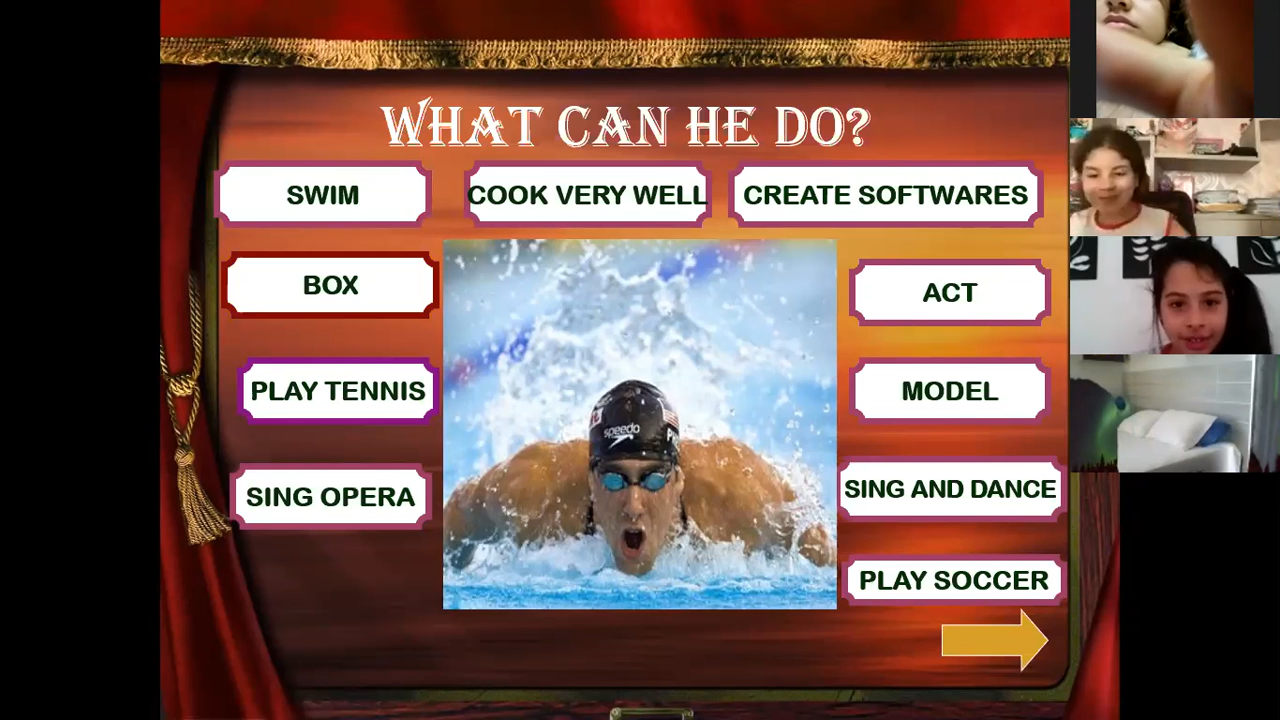 WHAT CAN HE DO?
SWIM
COOK VERY WELL
CREATE SOFTWARES
BOX
ACT
PLAY TENNIS
MODEL
SING OPERA
SING AND DANCE
PLAY SOCCER
speedo